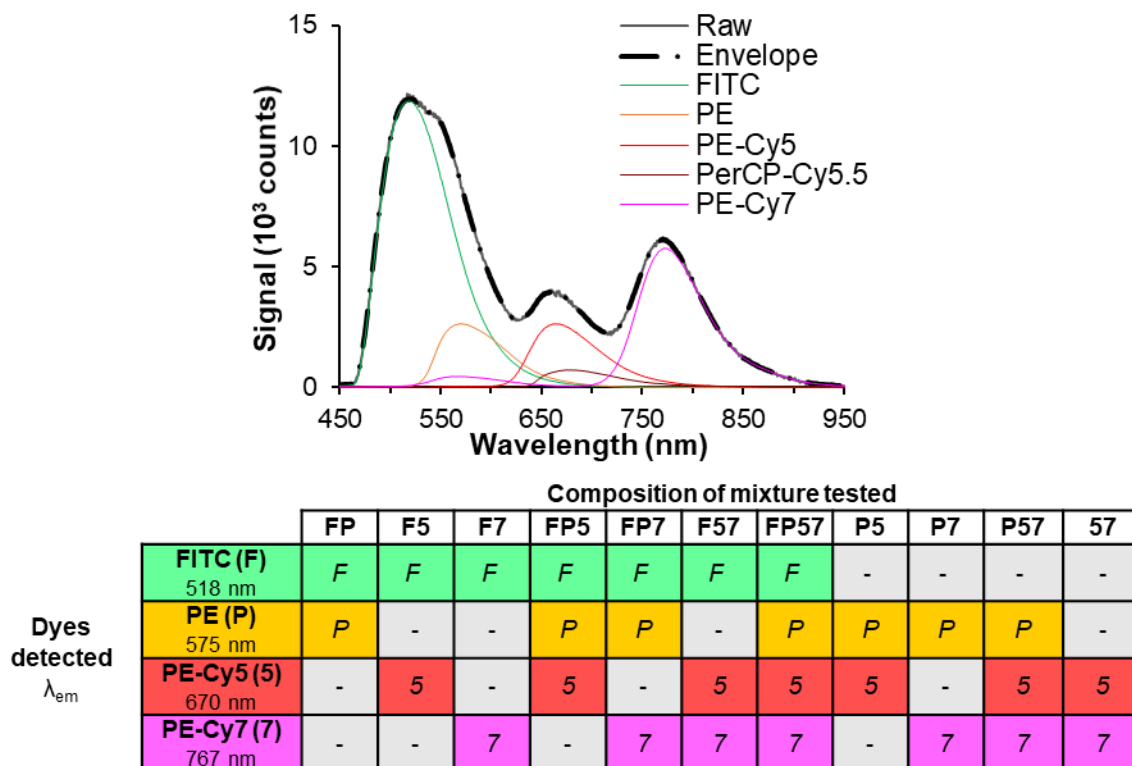 15
10
5
0
Signal (10³ counts)
Raw
Envelope
FITC
PE
PE-Cy5
PerCP-Cy5.5
PE-Cy7
450 550 650 750 850 950
Wavelength (nm)
Composition of mixture tested
FP F5 F7 FP5 FP7 F57 FP57 P5 P7 P57 57
Dyes
detected
λem
FITC (F)
518 nm
F F F F F F F - - - -
PE (P)
575 nm
P - - P P - P P P P -
PE-Cy5 (5)
670 nm
- 5 - 5 - 5 5 5 - 5 5
PE-Cy7 (7)
767 nm
- - 7 - 7 7 7 - 7 7 7